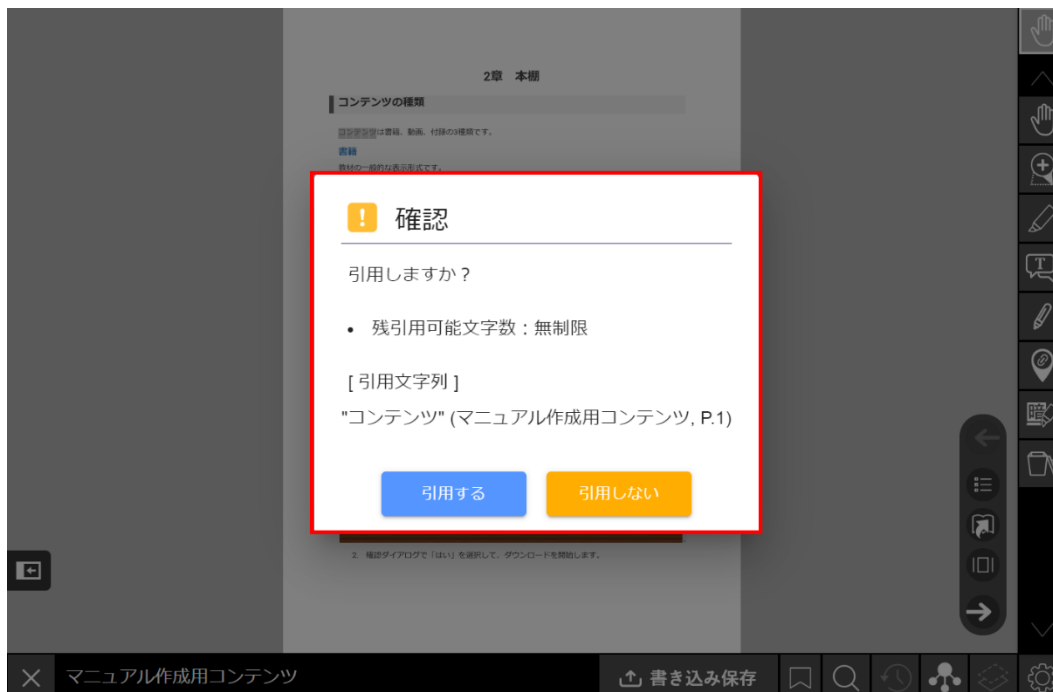 2章 本棚
コンテンツの種類
コンテンツは書籍、動画、付録の3種類です。
書籍
教材の一般的な表示形式です。
確認
引用しますか？
• 残引用可能文字数：無制限
[ 引用文字列 ]
"コンテンツ" (マニュアル作成用コンテンツ, P.1)
引用する
引用しない
2. 確認ダイアログで「はい」を選択して、ダウンロードを開始します。
マニュアル作成用コンテンツ
書き込み保存